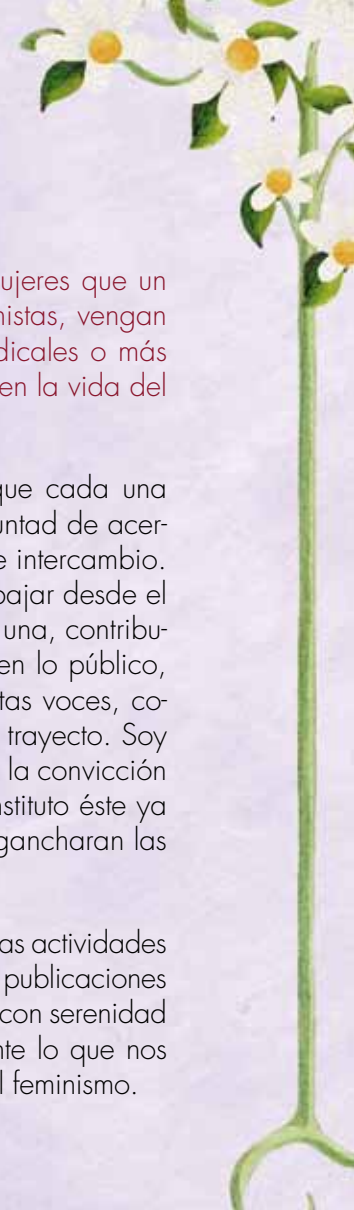 ujeres que un
nistas, vengan
dicales o más
en la vida del
que cada una
untad de acer-
e intercambio.
bajar desde el
una, contribu-
en lo público,
tas voces, co-
trayecto. Soy
la convicción
nstituto éste ya
gancharan las
as actividades
publicaciones
con serenidad
nte lo que nos
l feminismo.